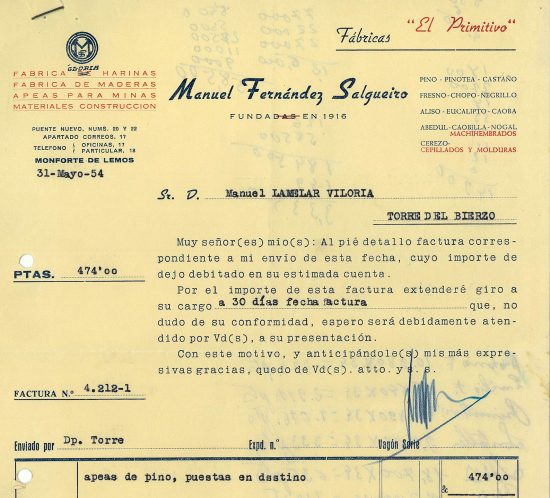 Fábricas "El Primitivo"
GLORIA
FABRICA DE HARINAS
FABRICA DE MADERAS
APEAS PARA MINAS
MATERIALES CONSTRUCCION
Manuel Fernández Salgueiro
FUNDADAS EN 1916
PINO - PINOTEA - CASTAÑO
FRESNO - CHOPO - NEGRILLO
ALISO - EUCALIPTO - CAOBA
ABEDUL - CAOBILLA - NOGAL
MACHIHEMBRADOS
CEREZO-
CEPILLADOS Y MOLDURAS
PUENTE NUEVO, NUMS. 20 Y 22
APARTADO CORREOS, 17
TELEFONO OFICINAS, 17
PARTICULAR, 18
MONFORTE DE LEMOS
31-Mayo-54
Sr. D. Manuel LAMELAR VILORIA
TORRE DEL BIERZO
Muy señor(es) mio(s): Al pié detallo factura corres-
pondiente a mi envio de esta fecha, cuyo importe de
dejo debitado en su estimada cuenta.
PTAS. 474'00
Por el importe de esta factura extenderé giro a
su cargo a 30 días fecha factura que, no
dudo de su conformidad, espero será debidamente aten-
dido por Vd(s), a su presentación.
Con este motivo, y anticipándole(s) mis más expre-
sivas gracias, quedo de Vd(s). atto. y s. s.
FACTURA N.º 4.212-1
Enviado por Dp. Torre Expd. n.º Vagón Serie
apeas de pino, puestas en dsstino 474'00
&